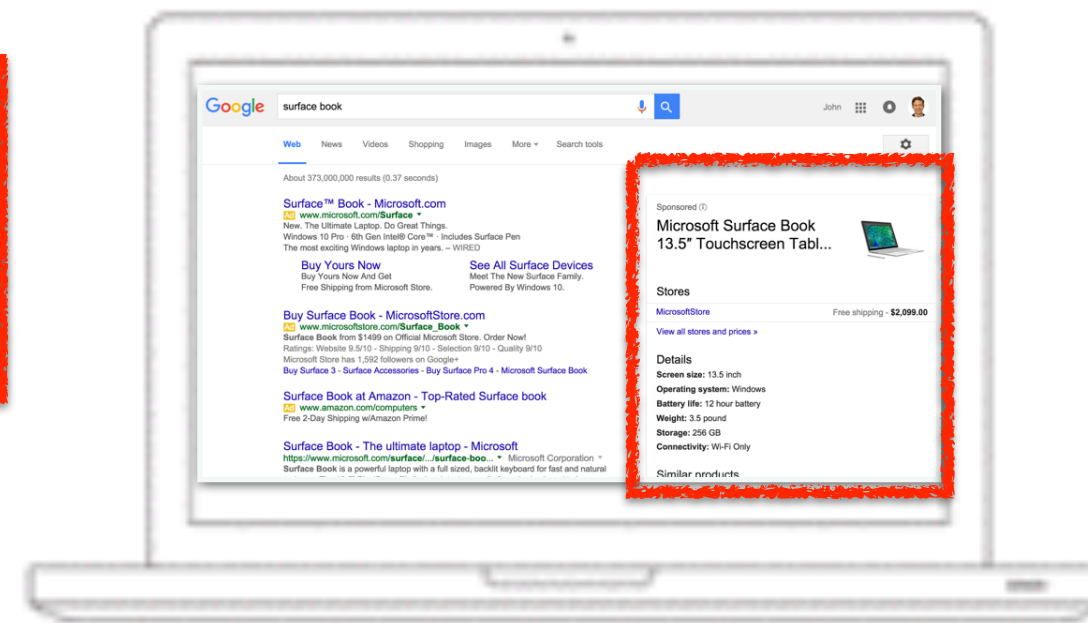 Google
surface book
John
Web News Videos Shopping Images More Search tools
About 373,000,000 results (0.37 seconds)
Surface™ Book - Microsoft.com
Ad www.microsoft.com/Surface
New. The Ultimate Laptop. Do Great Things.
Windows 10 Pro · 6th Gen Intel® Core™ · Includes Surface Pen
The most exciting Windows laptop in years. – WIRED
Buy Yours Now
Buy Yours Now And Get
Free Shipping from Microsoft Store.
See All Surface Devices
Meet The New Surface Family.
Powered By Windows 10.
Buy Surface Book - MicrosoftStore.com
Ad www.microsoftstore.com/Surface_Book
Surface Book from $1499 on Official Microsoft Store. Order Now!
Ratings: Website 9.5/10 - Shipping 9/10 - Selection 9/10 - Quality 9/10
Microsoft Store has 1,592 followers on Google+
Buy Surface 3 - Surface Accessories - Buy Surface Pro 4 - Microsoft Surface Book
Surface Book at Amazon - Top-Rated Surface book
Ad www.amazon.com/computers
Free 2-Day Shipping w/Amazon Prime!
Surface Book - The ultimate laptop - Microsoft
https://www.microsoft.com/surface/.../surface-boo... Microsoft Corporation
Surface Book is a powerful laptop with a full sized, backlit keyboard for fast and natural
Sponsored
Microsoft Surface Book
13.5" Touchscreen Tabl...
Stores
MicrosoftStore Free shipping - $2,099.00
View all stores and prices »
Details
Screen size: 13.5 inch
Operating system: Windows
Battery life: 12 hour battery
Weight: 3.5 pound
Storage: 256 GB
Connectivity: Wi-Fi Only
Similar products